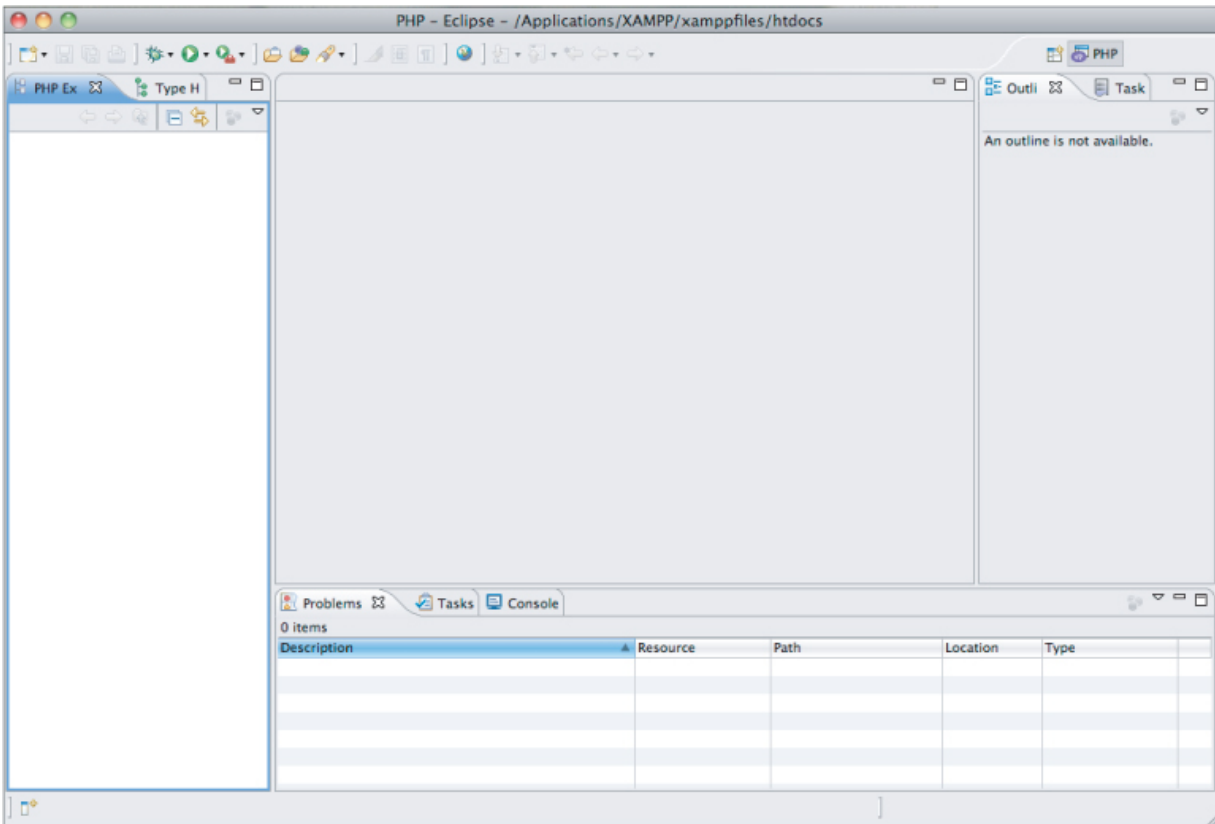 PHP - Eclipse - /Applications/XAMPP/xamppfiles/htdocs
PHP
PHP Ex Type H
Outli Task
An outline is not available.
Problems Tasks Console
0 items
Description Resource Path Location Type